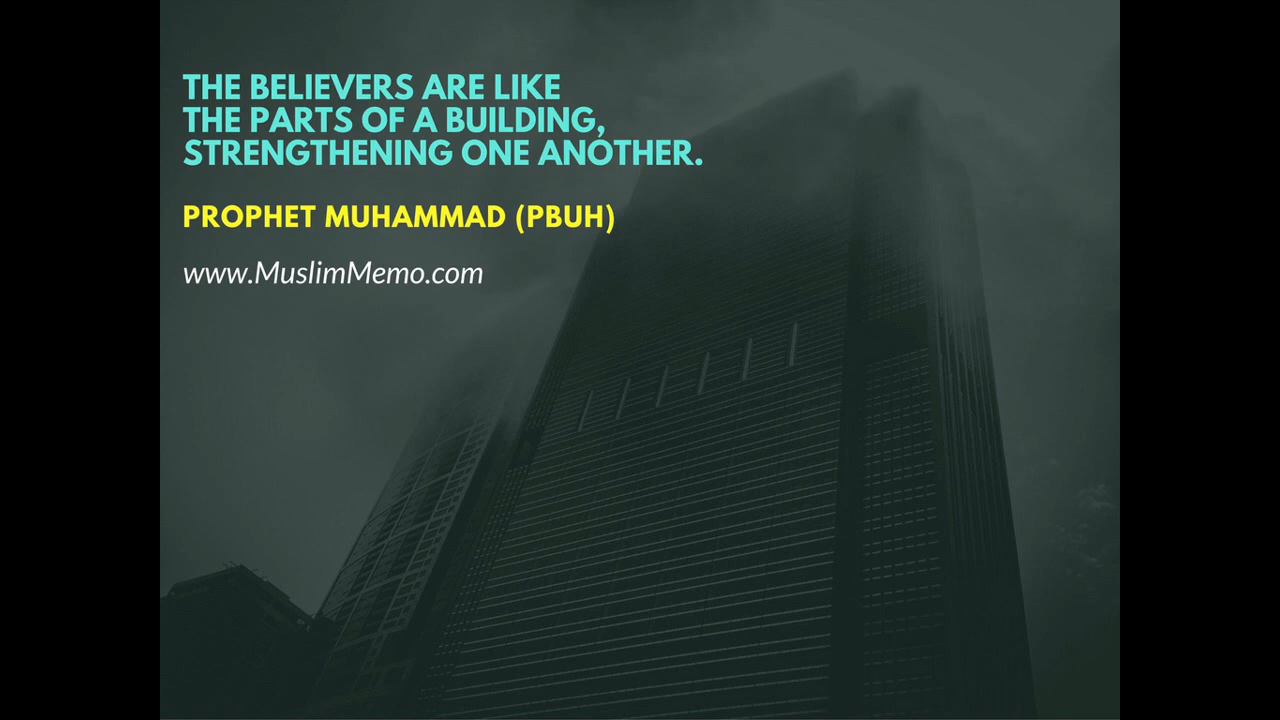 THE BELIEVERS ARE LIKE
THE PARTS OF A BUILDING,
STRENGTHENING ONE ANOTHER.
PROPHET MUHAMMAD (PBUH)
www.MuslimMemo.com